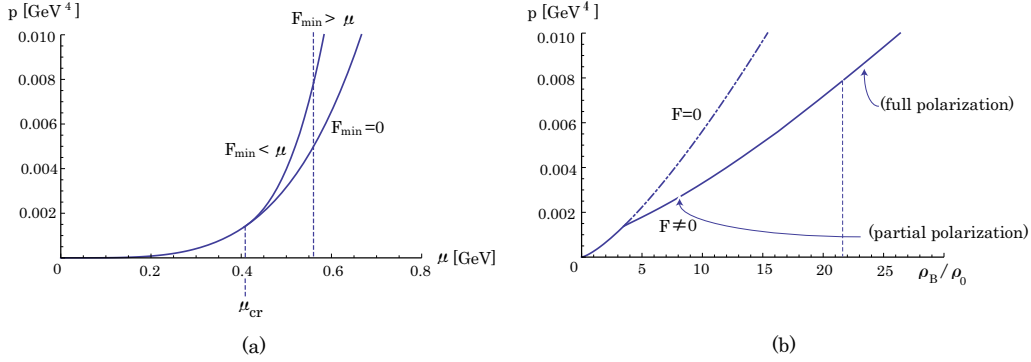 p [GeV⁴]
F_min > μ
0.010
0.008
0.006
F_min=0
0.004
F_min< μ
0.002
0
0.2
0.4
0.6
0.8
μ [GeV]
μ_cr
(a)
p [GeV⁴]
0.010
0.008
(full polarization)
0.006
F=0
0.004
0.002
F≠0
(partial polarization)
0
0
5
10
15
20
25
ρ_B/ρ_0
(b)